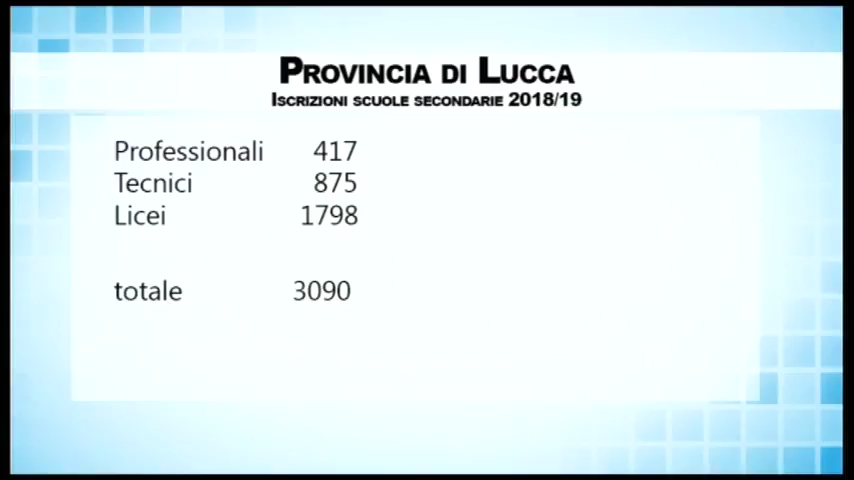 PROVINCIA DI LUCCA
ISCRIZIONI SCUOLE SECONDARIE 2018/19
Professionali 417
Tecnici 875
Licei 1798
totale 3090